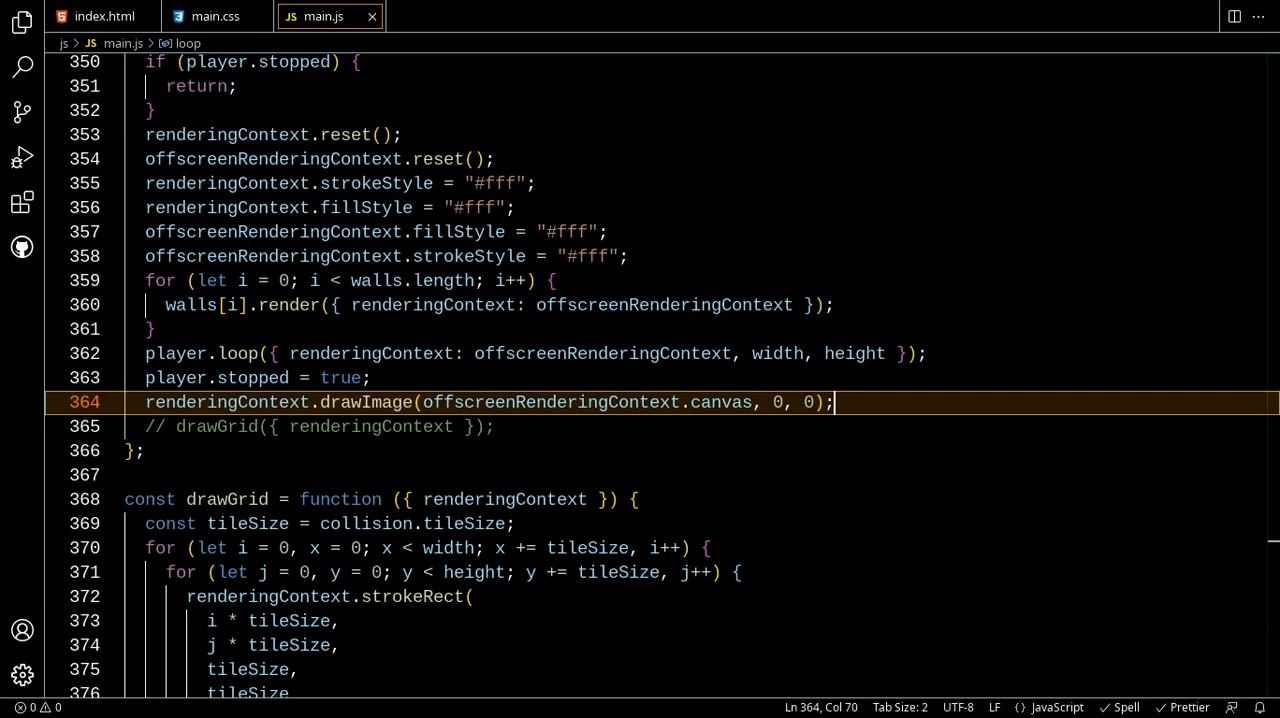 index.html
main.css
JS main.js
js > JS main.js > loop
350 if (player.stopped) {
351 return;
352 }
353 renderingContext.reset();
354 offscreenRenderingContext.reset();
355 renderingContext.strokeStyle = "#fff";
356 renderingContext.fillStyle = "#fff";
357 offscreenRenderingContext.fillStyle = "#fff";
358 offscreenRenderingContext.strokeStyle = "#fff";
359 for (let i = 0; i < walls.length; i++) {
360 walls[i].render({ renderingContext: offscreenRenderingContext });
361 }
362 player.loop({ renderingContext: offscreenRenderingContext, width, height });
363 player.stopped = true;
364 renderingContext.drawImage(offscreenRenderingContext.canvas, 0, 0);
365 // drawGrid({ renderingContext });
366 };
367
368 const drawGrid = function ({ renderingContext }) {
369 const tileSize = collision.tileSize;
370 for (let i = 0, x = 0; x < width; x += tileSize, i++) {
371 for (let j = 0, y = 0; y < height; y += tileSize, j++) {
372 renderingContext.strokeRect(
373 i * tileSize,
374 j * tileSize,
375 tileSize,
376 tileSize
0 0 Ln 364, Col 70 Tab Size: 2 UTF-8 LF {} JavaScript Spell Prettier